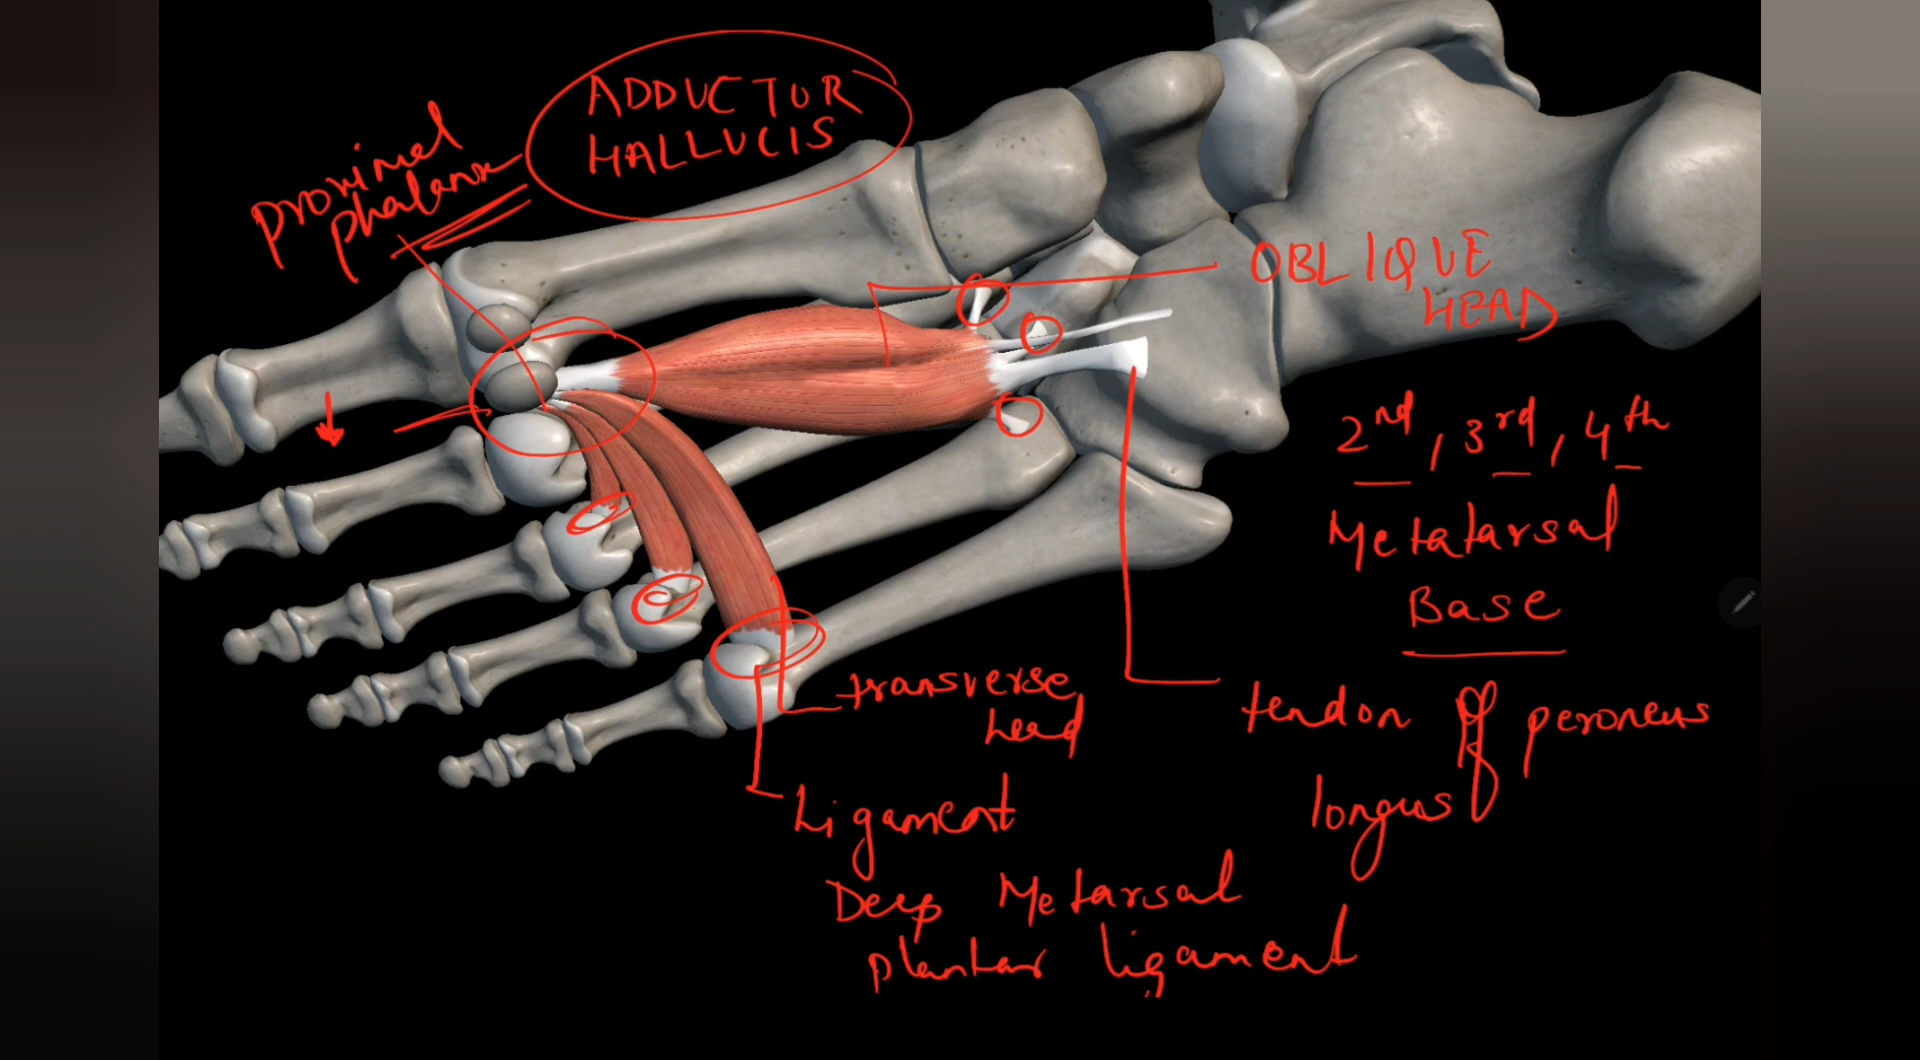 ADDUCTOR
HALLUCIS
proximal
phalanx
OBLIQUE
HEAD
2nd, 3rd, 4th
Metatarsal
Base
transverse
head
tendon of peroneus
longus
Ligament
Deep Metarsal
plantar ligament